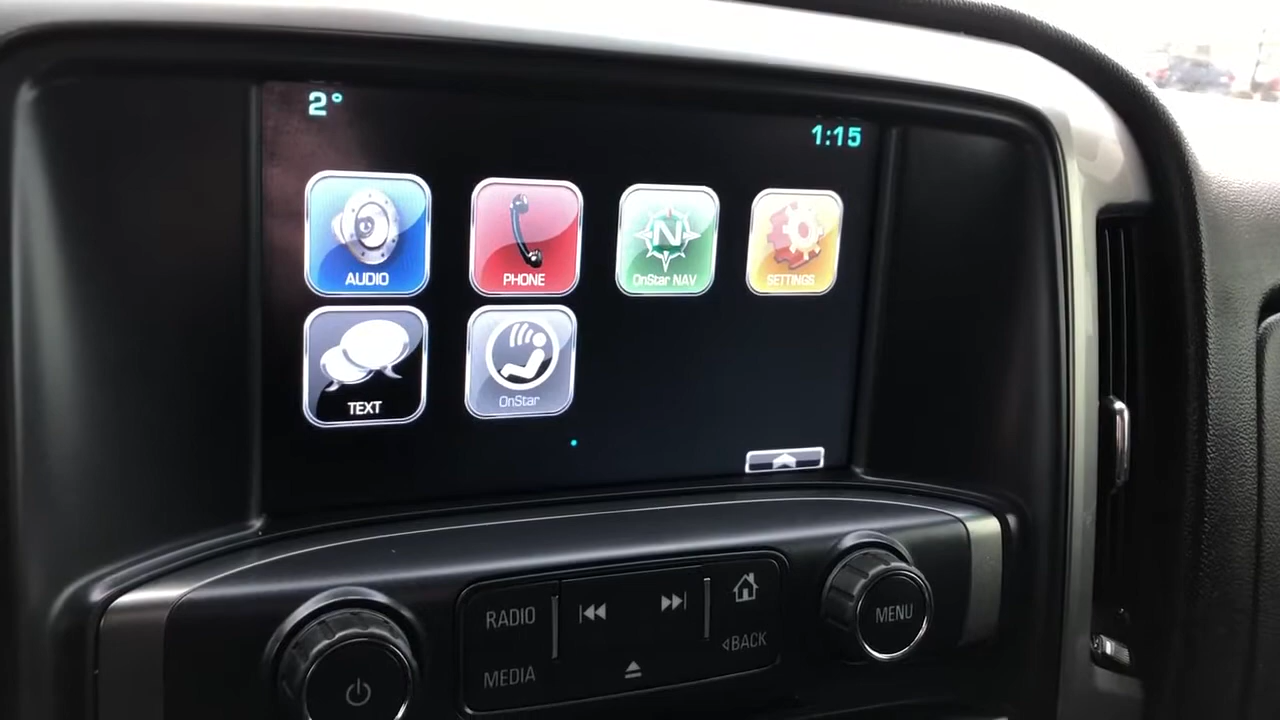 2°
1:15
AUDIO
PHONE
N
OnStar NAV
SETTINGS
TEXT
OnStar
RADIO
MEDIA
BACK
MENU